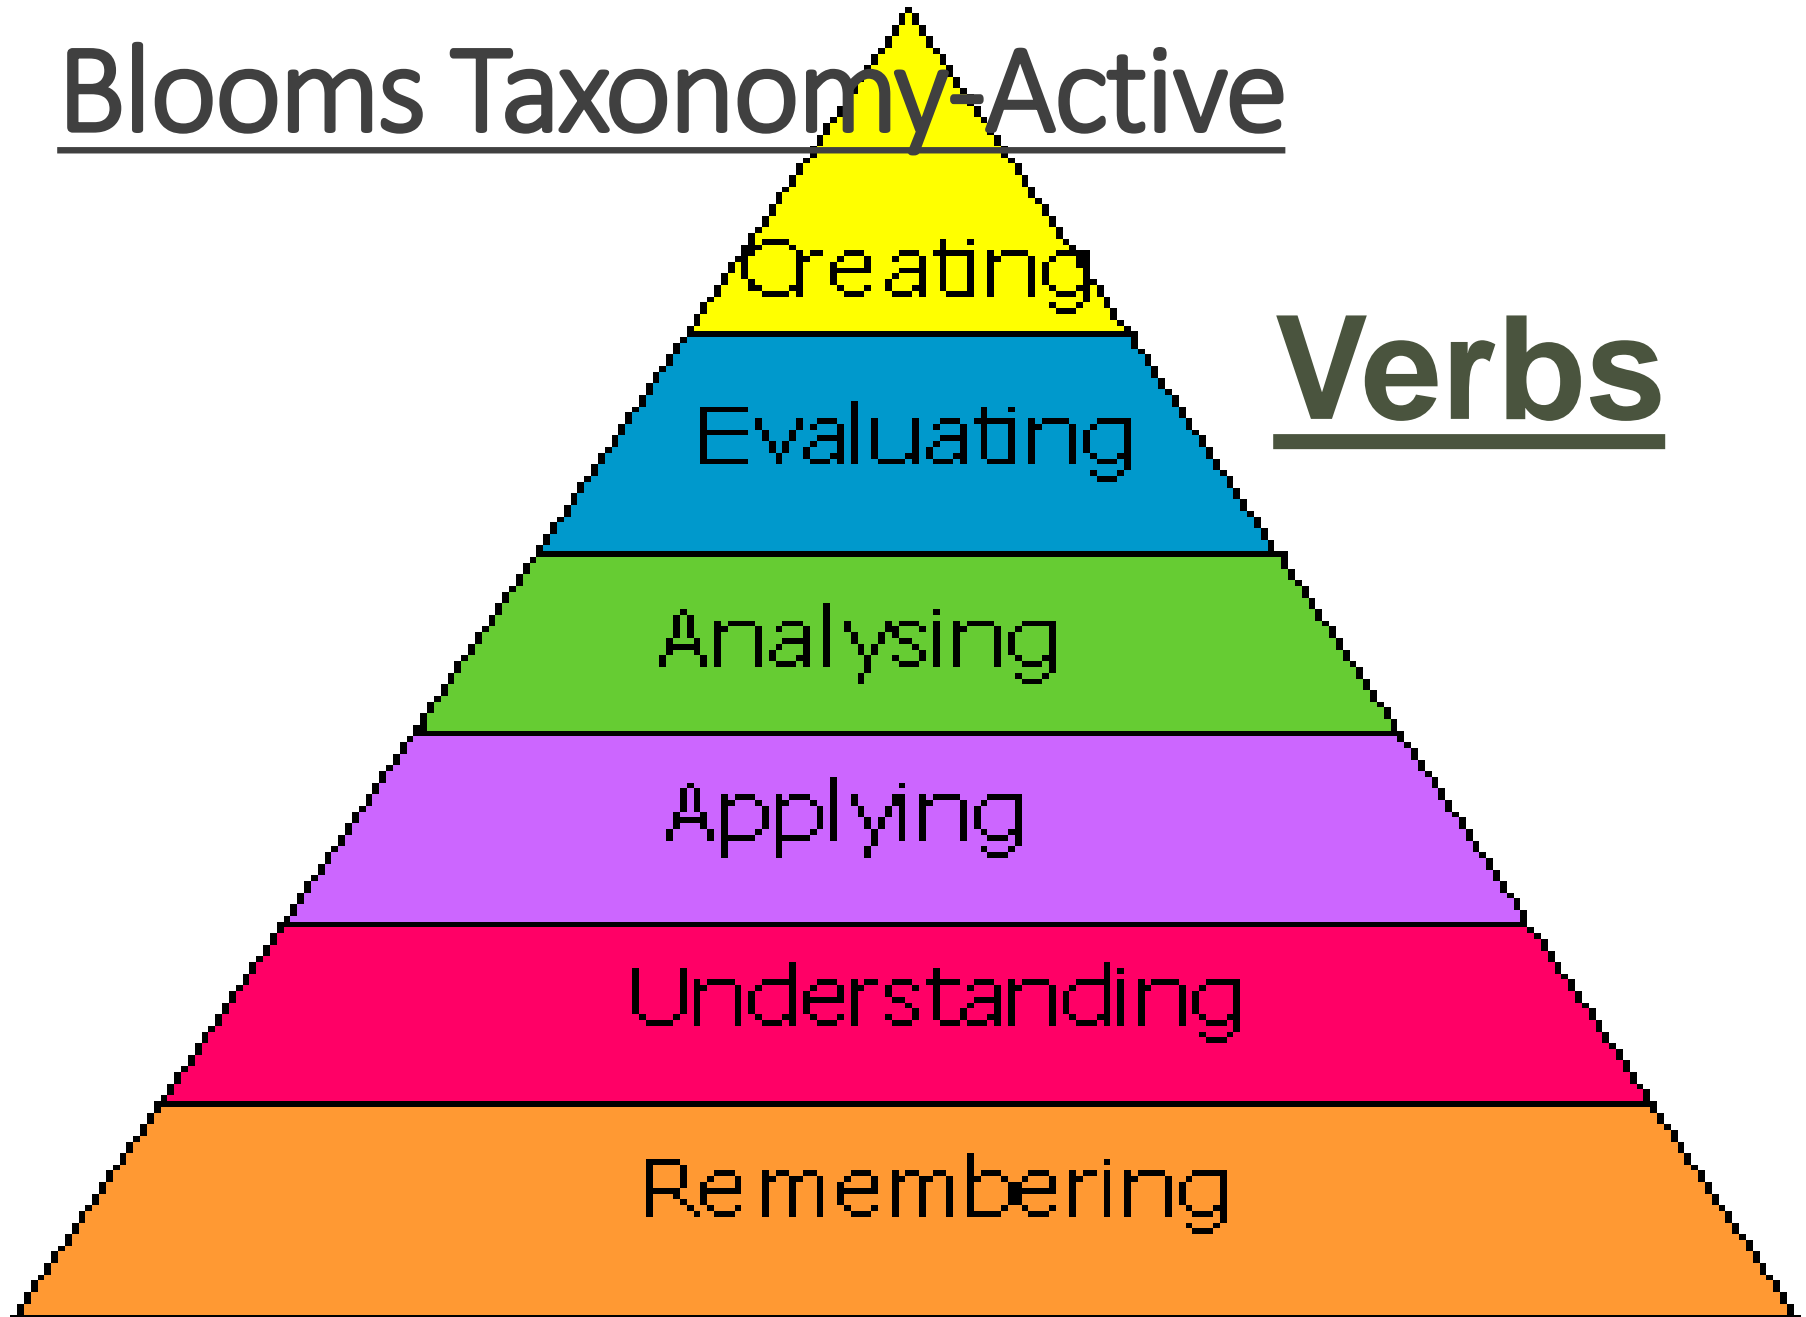 Blooms Taxonomy-Active
Creating
Verbs
Evaluating
Analysing
Applying
Understanding
Remembering